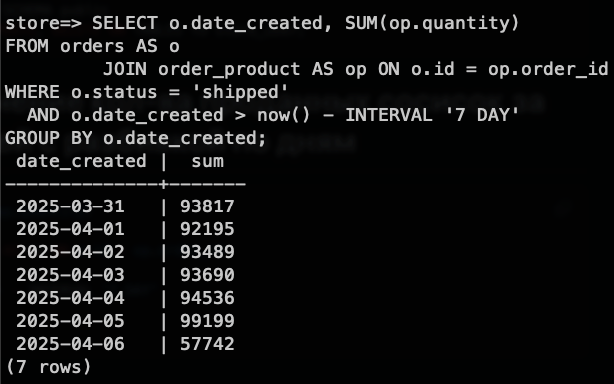 store=> SELECT o.date_created, SUM(op.quantity)
FROM orders AS o
         JOIN order_product AS op ON o.id = op.order_id
WHERE o.status = 'shipped'
  AND o.date_created > now() - INTERVAL '7 DAY'
GROUP BY o.date_created;
 date_created |  sum
--------------+-------
 2025-03-31   | 93817
 2025-04-01   | 92195
 2025-04-02   | 93489
 2025-04-03   | 93690
 2025-04-04   | 94536
 2025-04-05   | 99199
 2025-04-06   | 57742
(7 rows)